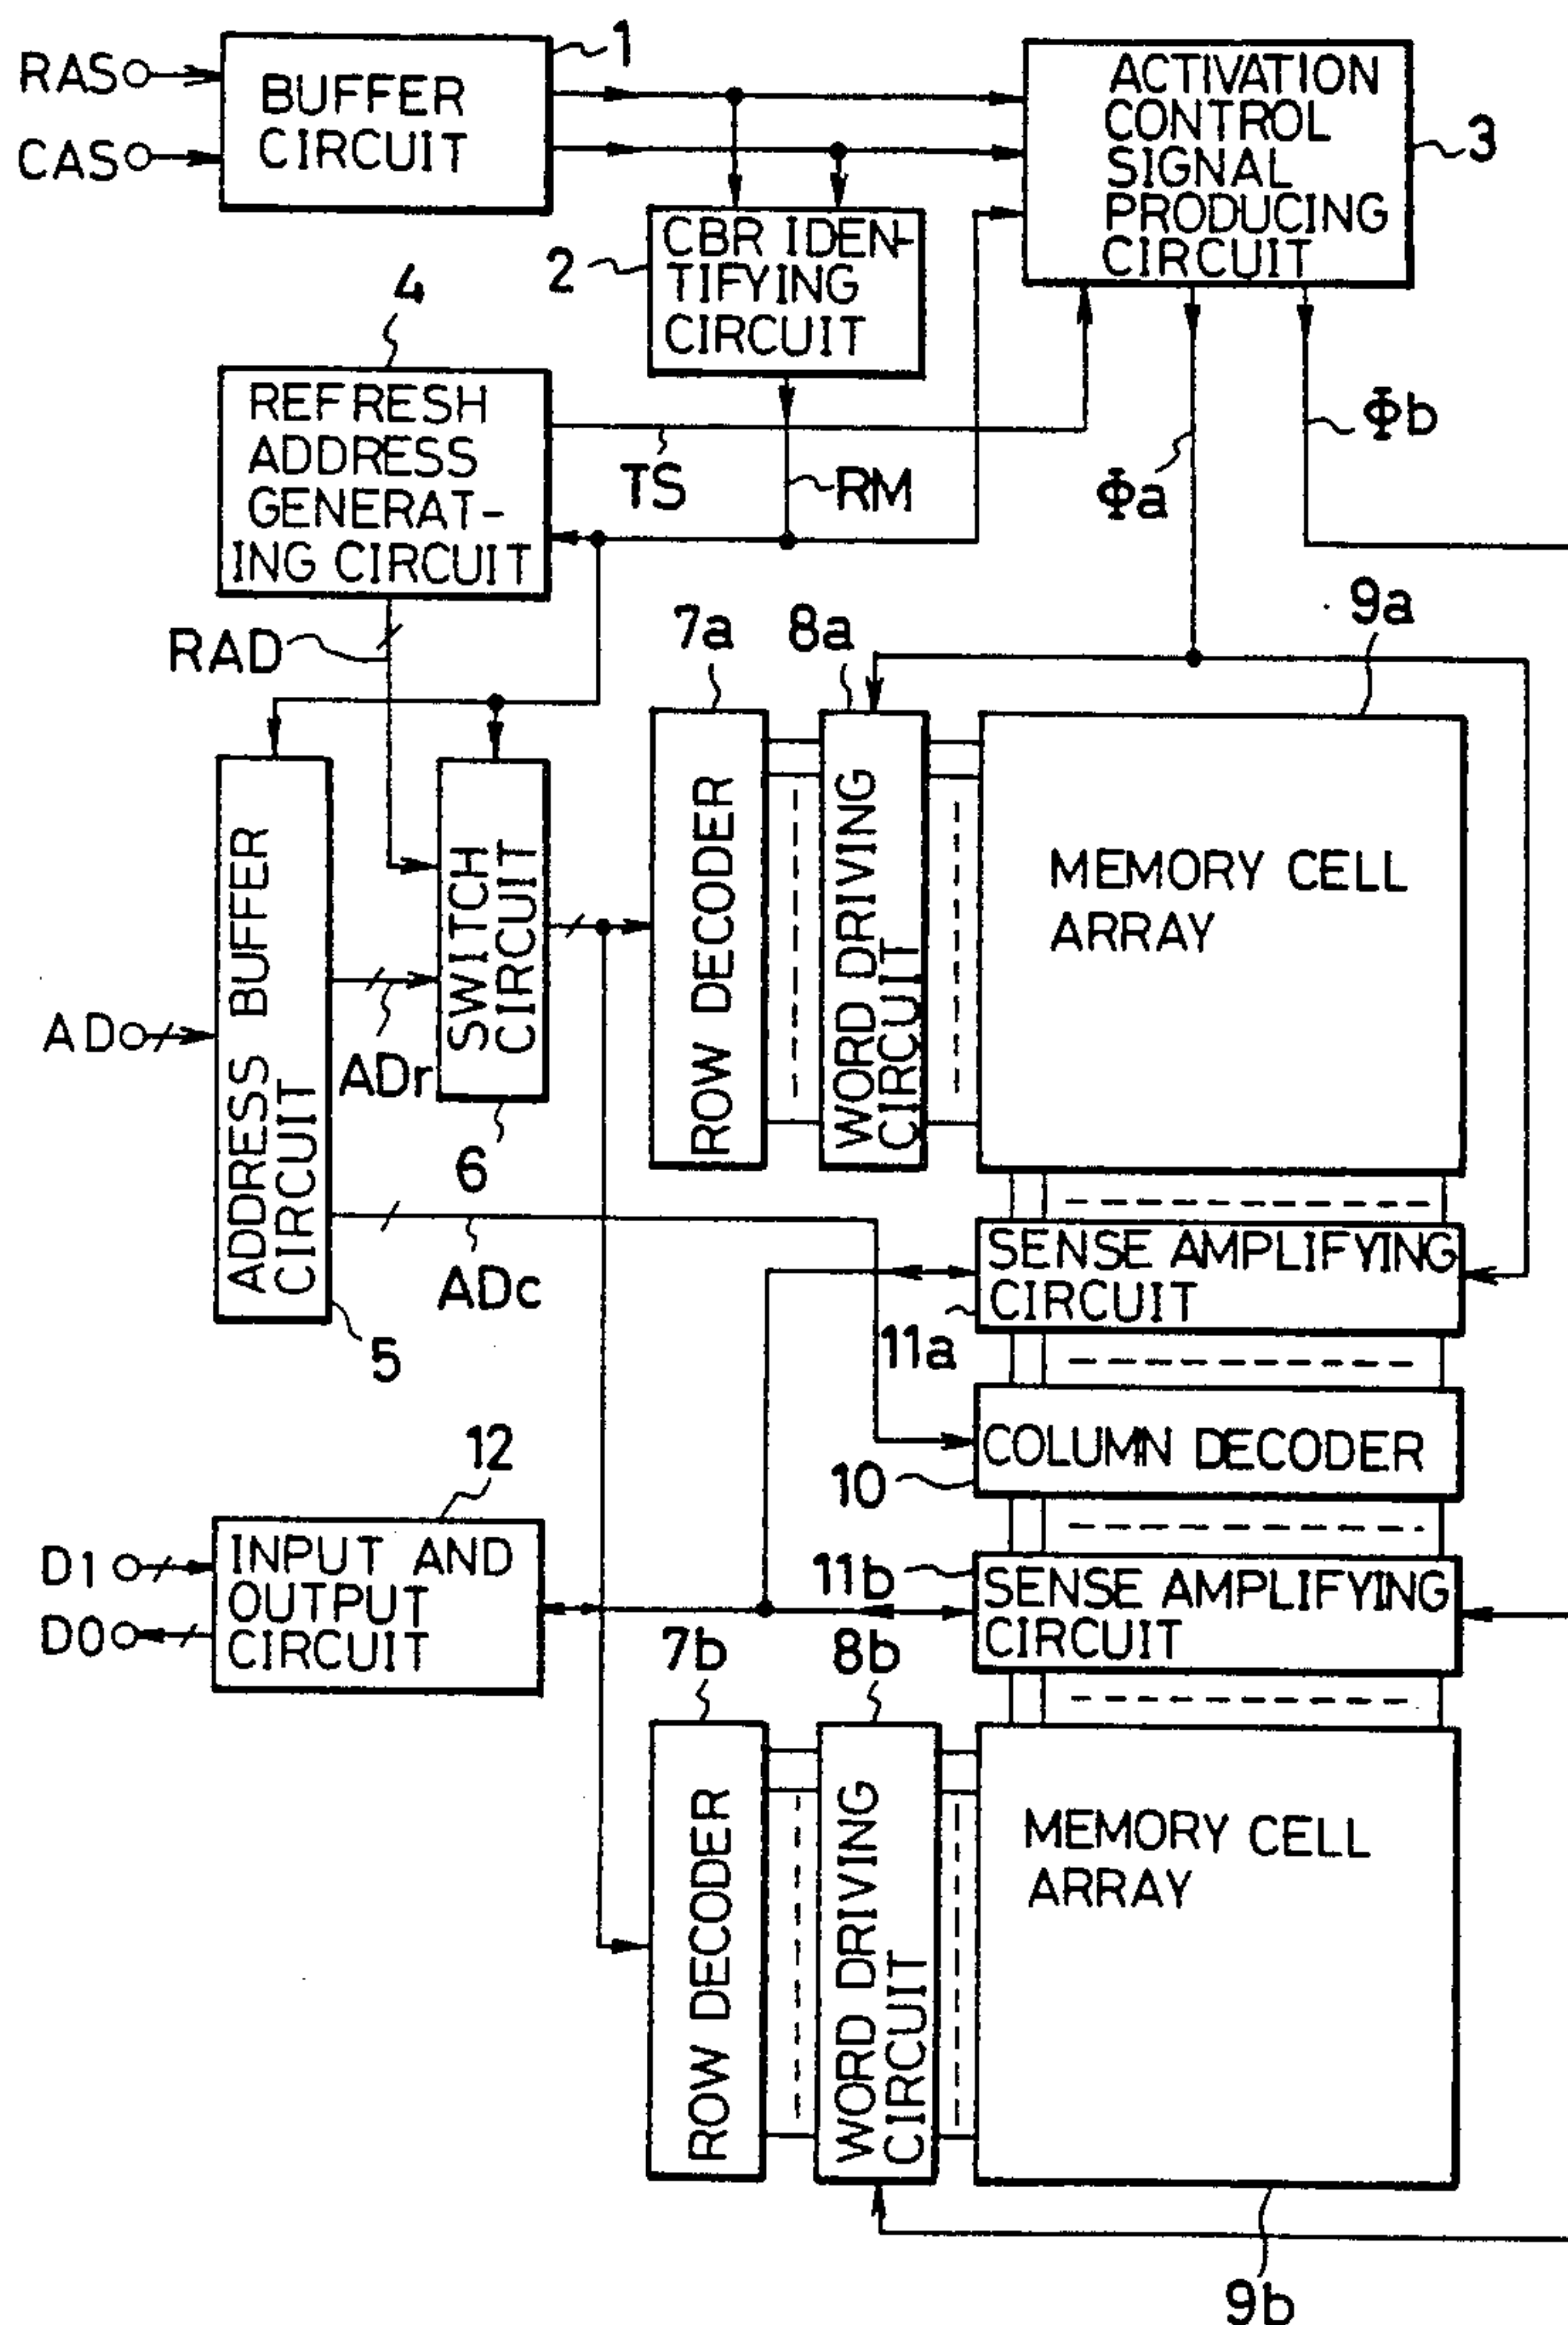 RAS
CAS
1
BUFFER
CIRCUIT
ACTIVATION
CONTROL
SIGNAL
PRODUCING
CIRCUIT
3
2
CBR IDEN-
TIFYING
CIRCUIT
4
REFRESH
ADDRESS
GENERAT-
ING CIRCUIT
TS
RM
Φa
Φb
RAD
7a
8a
9a
ROW DECODER
WORD DRIVING
CIRCUIT
MEMORY CELL
ARRAY
AD
ADDRESS BUFFER
CIRCUIT
5
ADr
SWITCH
CIRCUIT
6
ADc
SENSE AMPLIFYING
CIRCUIT
11a
COLUMN DECODER
10
12
DI
DO
INPUT AND
OUTPUT
CIRCUIT
11b
SENSE AMPLIFYING
CIRCUIT
7b
8b
ROW DECODER
WORD DRIVING
CIRCUIT
MEMORY CELL
ARRAY
9b